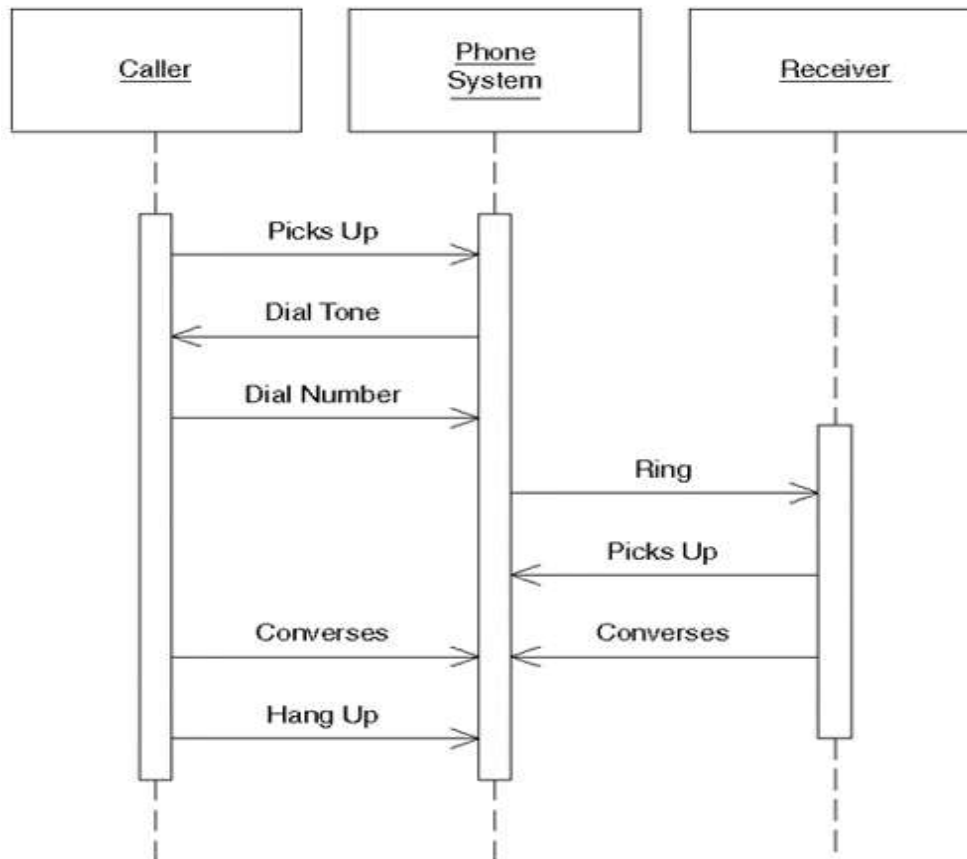 Caller
Phone
System
Receiver
Picks Up
Dial Tone
Dial Number
Ring
Picks Up
Converses
Converses
Hang Up